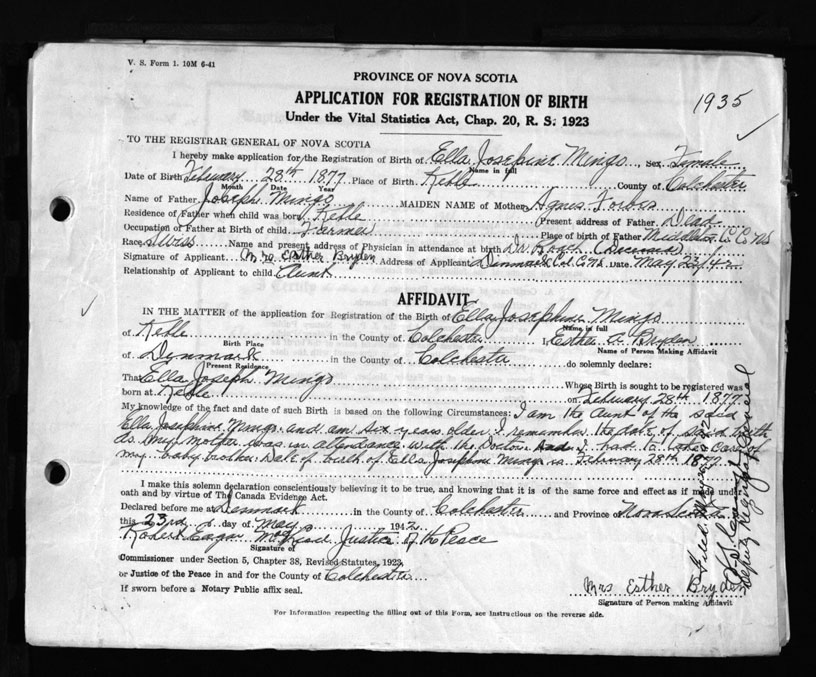 V. S. Form 1. 10M 6-41
PROVINCE OF NOVA SCOTIA
APPLICATION FOR REGISTRATION OF BIRTH
Under the Vital Statistics Act, Chap. 20, R. S. 1923
1935
TO THE REGISTRAR GENERAL OF NOVA SCOTIA
I hereby make application for the Registration of Birth of Ella Josephine Mingo Sex Female
Name in full
Date of Birth February 28th 1877 Place of Birth Keble County of Colchester
Month Date Year
Name of Father Joseph Mingo MAIDEN NAME of Mother Agnes Forbes
Residence of Father when child was born Keble Present address of Father Dead
Occupation of Father at Birth of child Farmer Place of Birth of Father Col Co NS
Race Swiss Name and present address of Physician in attendance at birth Dr.
Signature of Applicant Mrs Esther Bryden Address of Applicant Denmark Col. Co NS Date May 23/42
Relationship of Applicant to child Aunt
AFFIDAVIT
IN THE MATTER of the application for Registration of the Birth of Ella Josephine Mingo
Name in full
of Keble in the County of Colchester I, Esther A Bryden
Birth Place Name of Person Making Affidavit
of Denmark in the County of Colchester do solemnly declare:
Present Residence
That Ella Joseph Mingo Whose Birth is sought to be registered was
born at Keble on February 28th 1877
My knowledge of the fact and date of such Birth is based on the following Circumstances: I am the Aunt of the said
Ella Josephine Mingo and am six years older I remember the date of said birth
as my Mother was in attendance with the Doctor and I had to take care of
my baby brother. Date of birth of Ella Josephine Mingo is February 28th 1877
I make this solemn declaration conscientiously believing it to be true, and knowing that it is of the same force and effect as if made under
oath and by virtue of The Canada Evidence Act.
Declared before me at Denmark in the County of Colchester and Province of Nova Scotia
this 23rd day of May 1942
Robert Justice of the Peace
Signature of
Commissioner under Section 5, Chapter 38, Revised Statutes, 1923,
or Justice of the Peace in and for the County of Colchester
If sworn before a Notary Public affix seal.
Mrs Esther Bryden
Signature of Person making Affidavit
For Information respecting the filling out of this Form, see Instructions on the reverse side.
Deputy Registrar General